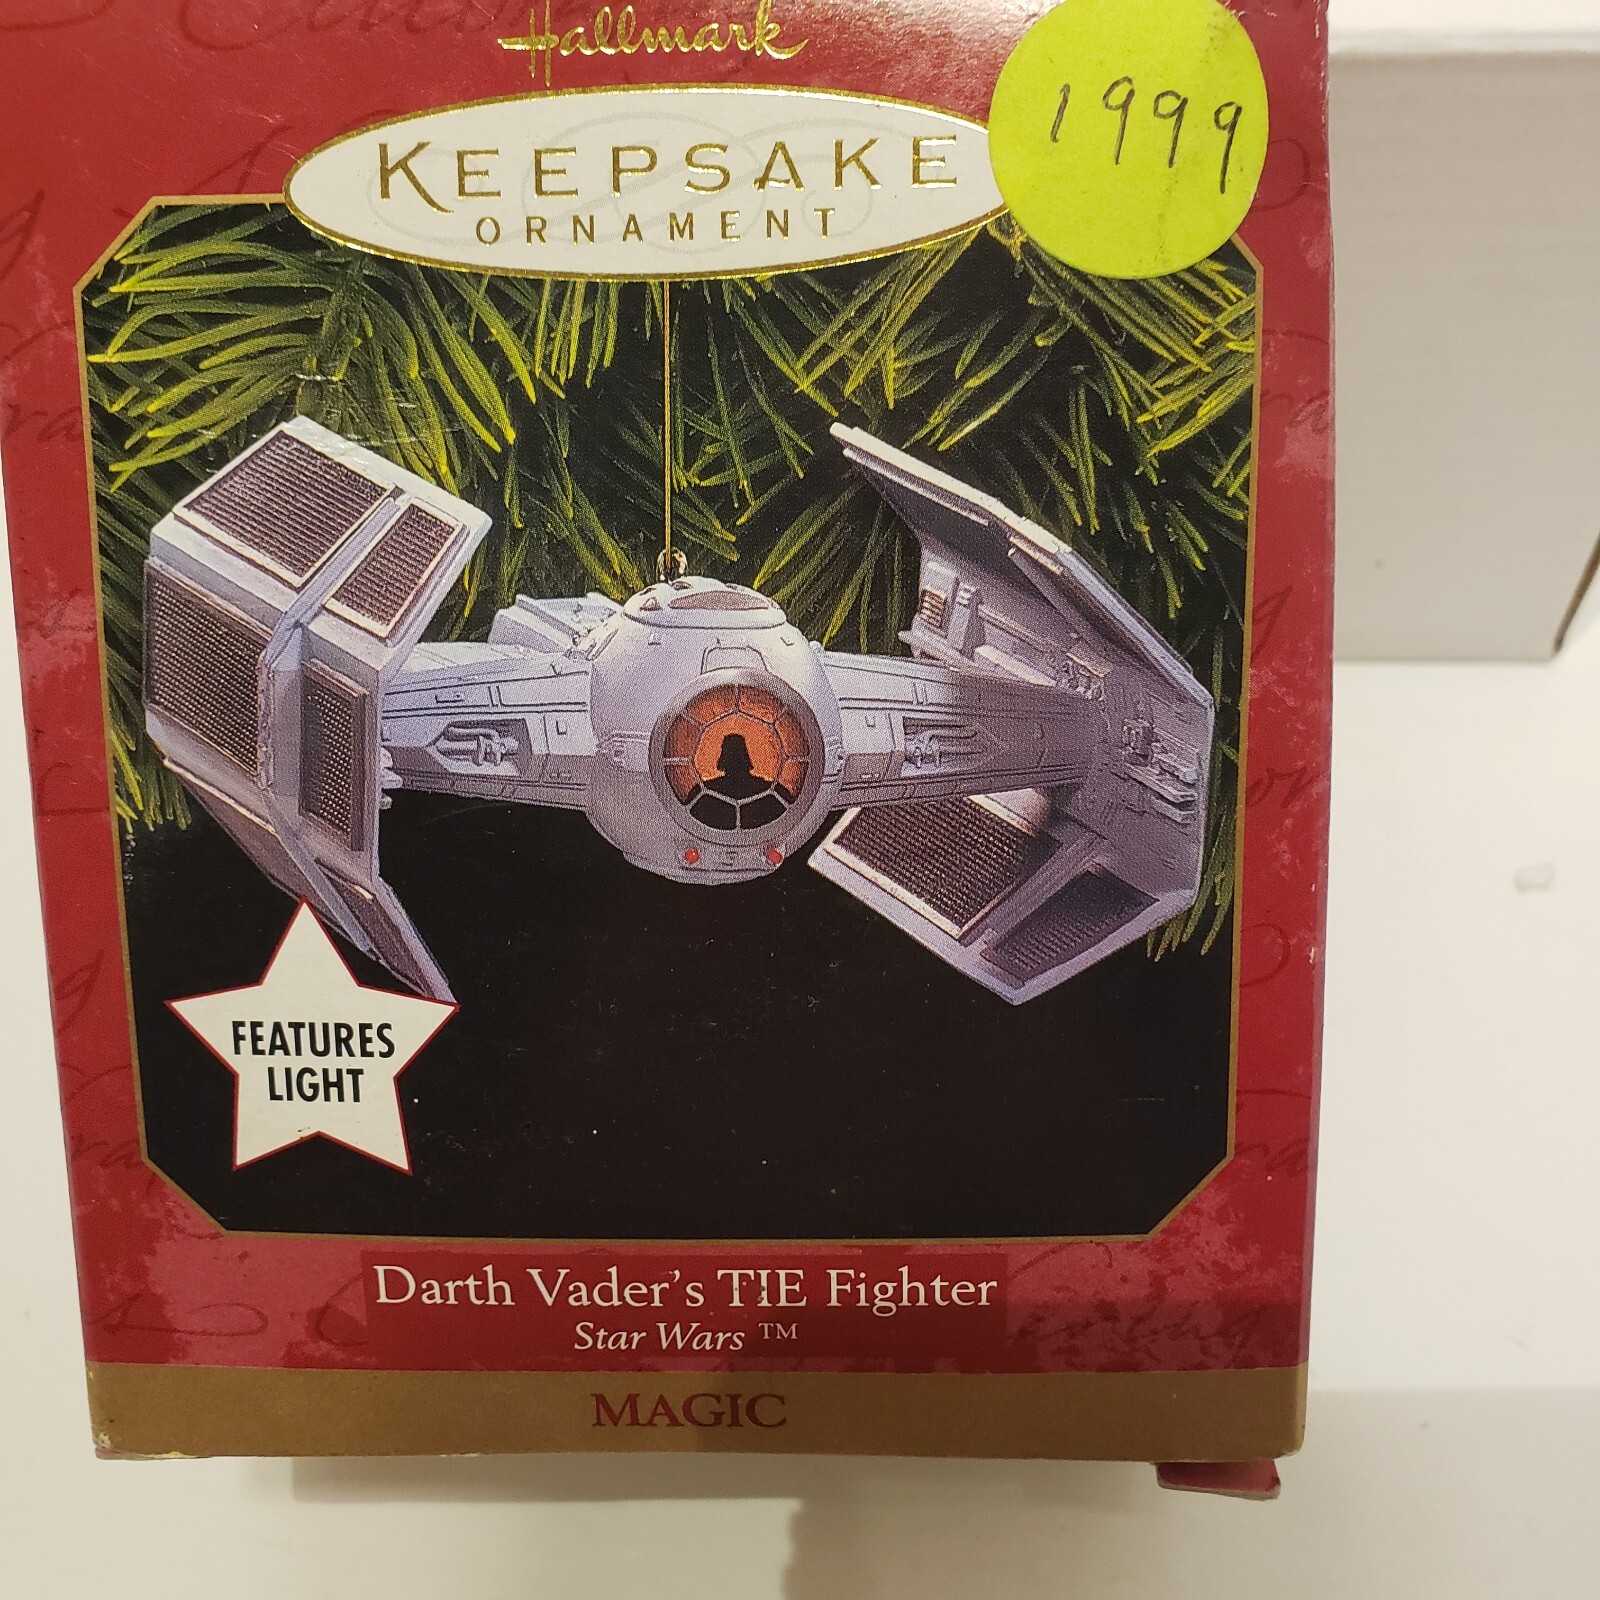 Hallmark
KEEPSAKE
ORNAMENT
1999
FEATURES
LIGHT
Darth Vader's TIE Fighter
Star Wars ™
MAGIC